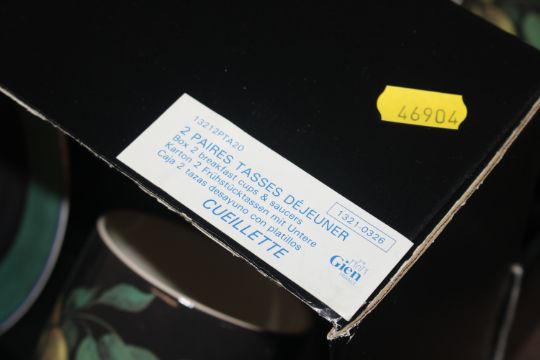 46904
13212PTA20
2 PAIRES TASSES DÉJEUNER
Box 2 breakfast cups & saucers
Karton 2 Frühstücktassen mit Untere
Caja 2 tazas desayuno con platillos
CUEILLETTE
1321-0326
Gien